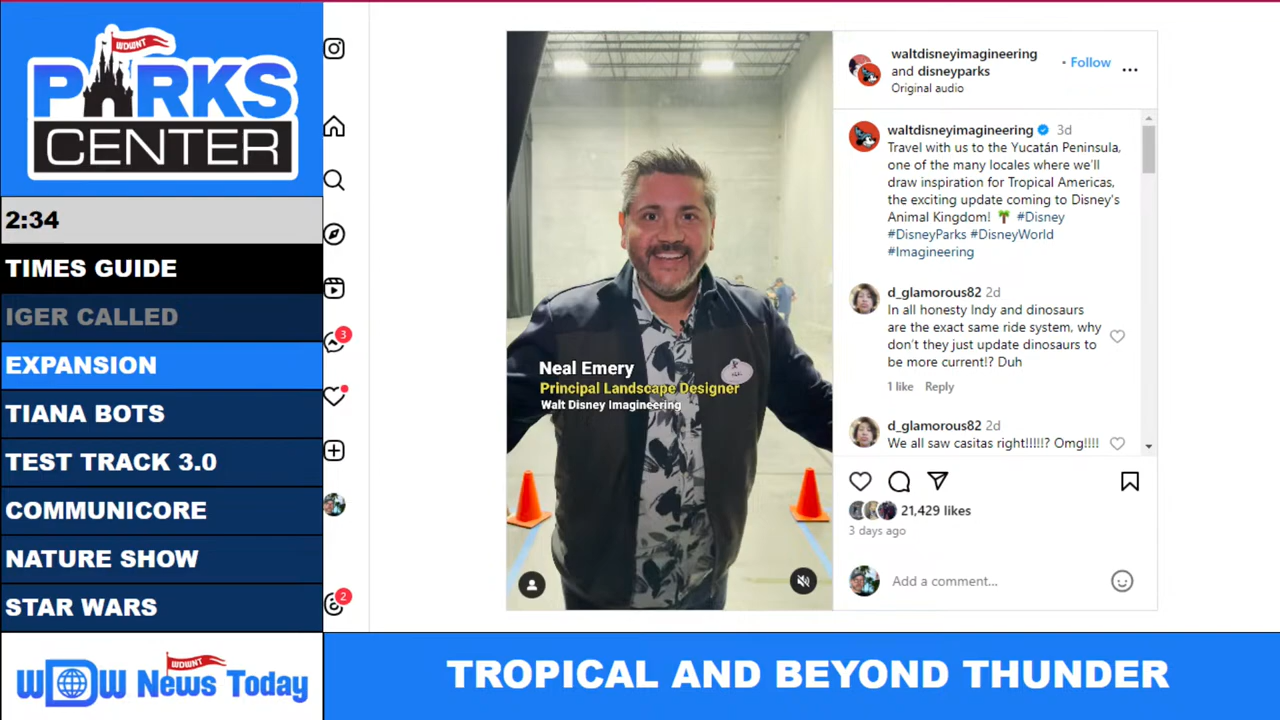 WDWNT
PARKS
CENTER
2:34
TIMES GUIDE
IGER CALLED
EXPANSION
TIANA BOTS
TEST TRACK 3.0
COMMUNICORE
NATURE SHOW
STAR WARS
WDWNT
WDW News Today
3
2
Neal Emery
Principal Landscape Designer
Walt Disney Imagineering
waltdisneyimagineering
and disneyparks
• Follow
...
Original audio
waltdisneyimagineering 3d
Travel with us to the Yucatán Peninsula,
one of the many locales where we'll
draw inspiration for Tropical Americas,
the exciting update coming to Disney's
Animal Kingdom! 🌴 #Disney
#DisneyParks #DisneyWorld
#Imagineering
d_glamorous82 2d
In all honesty Indy and dinosaurs
are the exact same ride system, why
don't they just update dinosaurs to
be more current!? Duh
1 like Reply
d_glamorous82 2d
We all saw casitas right!!!!!? Omg!!!!
21,429 likes
3 days ago
Add a comment...
TROPICAL AND BEYOND THUNDER